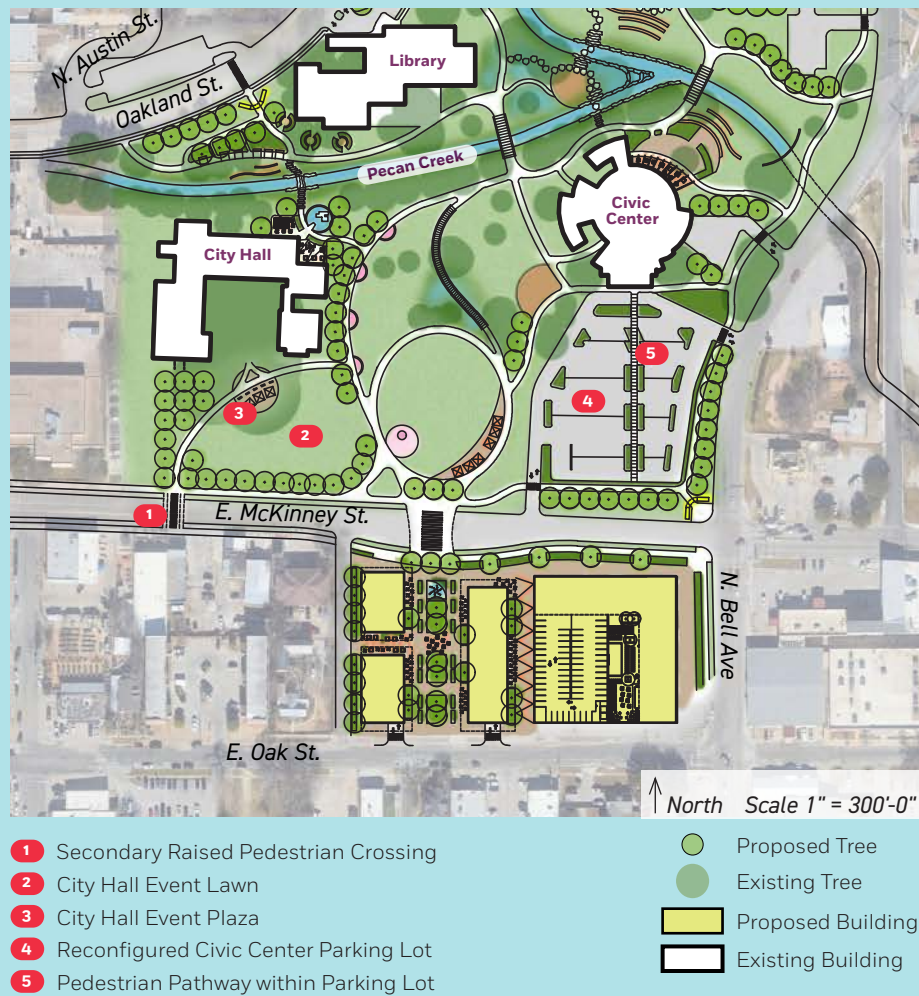 N. Austin St.
Oakland St.
Library
Pecan Creek
Civic
Center
City Hall
5
4
3
2
1
E. McKinney St.
N. Bell Ave
E. Oak St.
North Scale 1" = 300'-0"
1 Secondary Raised Pedestrian Crossing
2 City Hall Event Lawn
3 City Hall Event Plaza
4 Reconfigured Civic Center Parking Lot
5 Pedestrian Pathway within Parking Lot
Proposed Tree
Existing Tree
Proposed Building
Existing Building